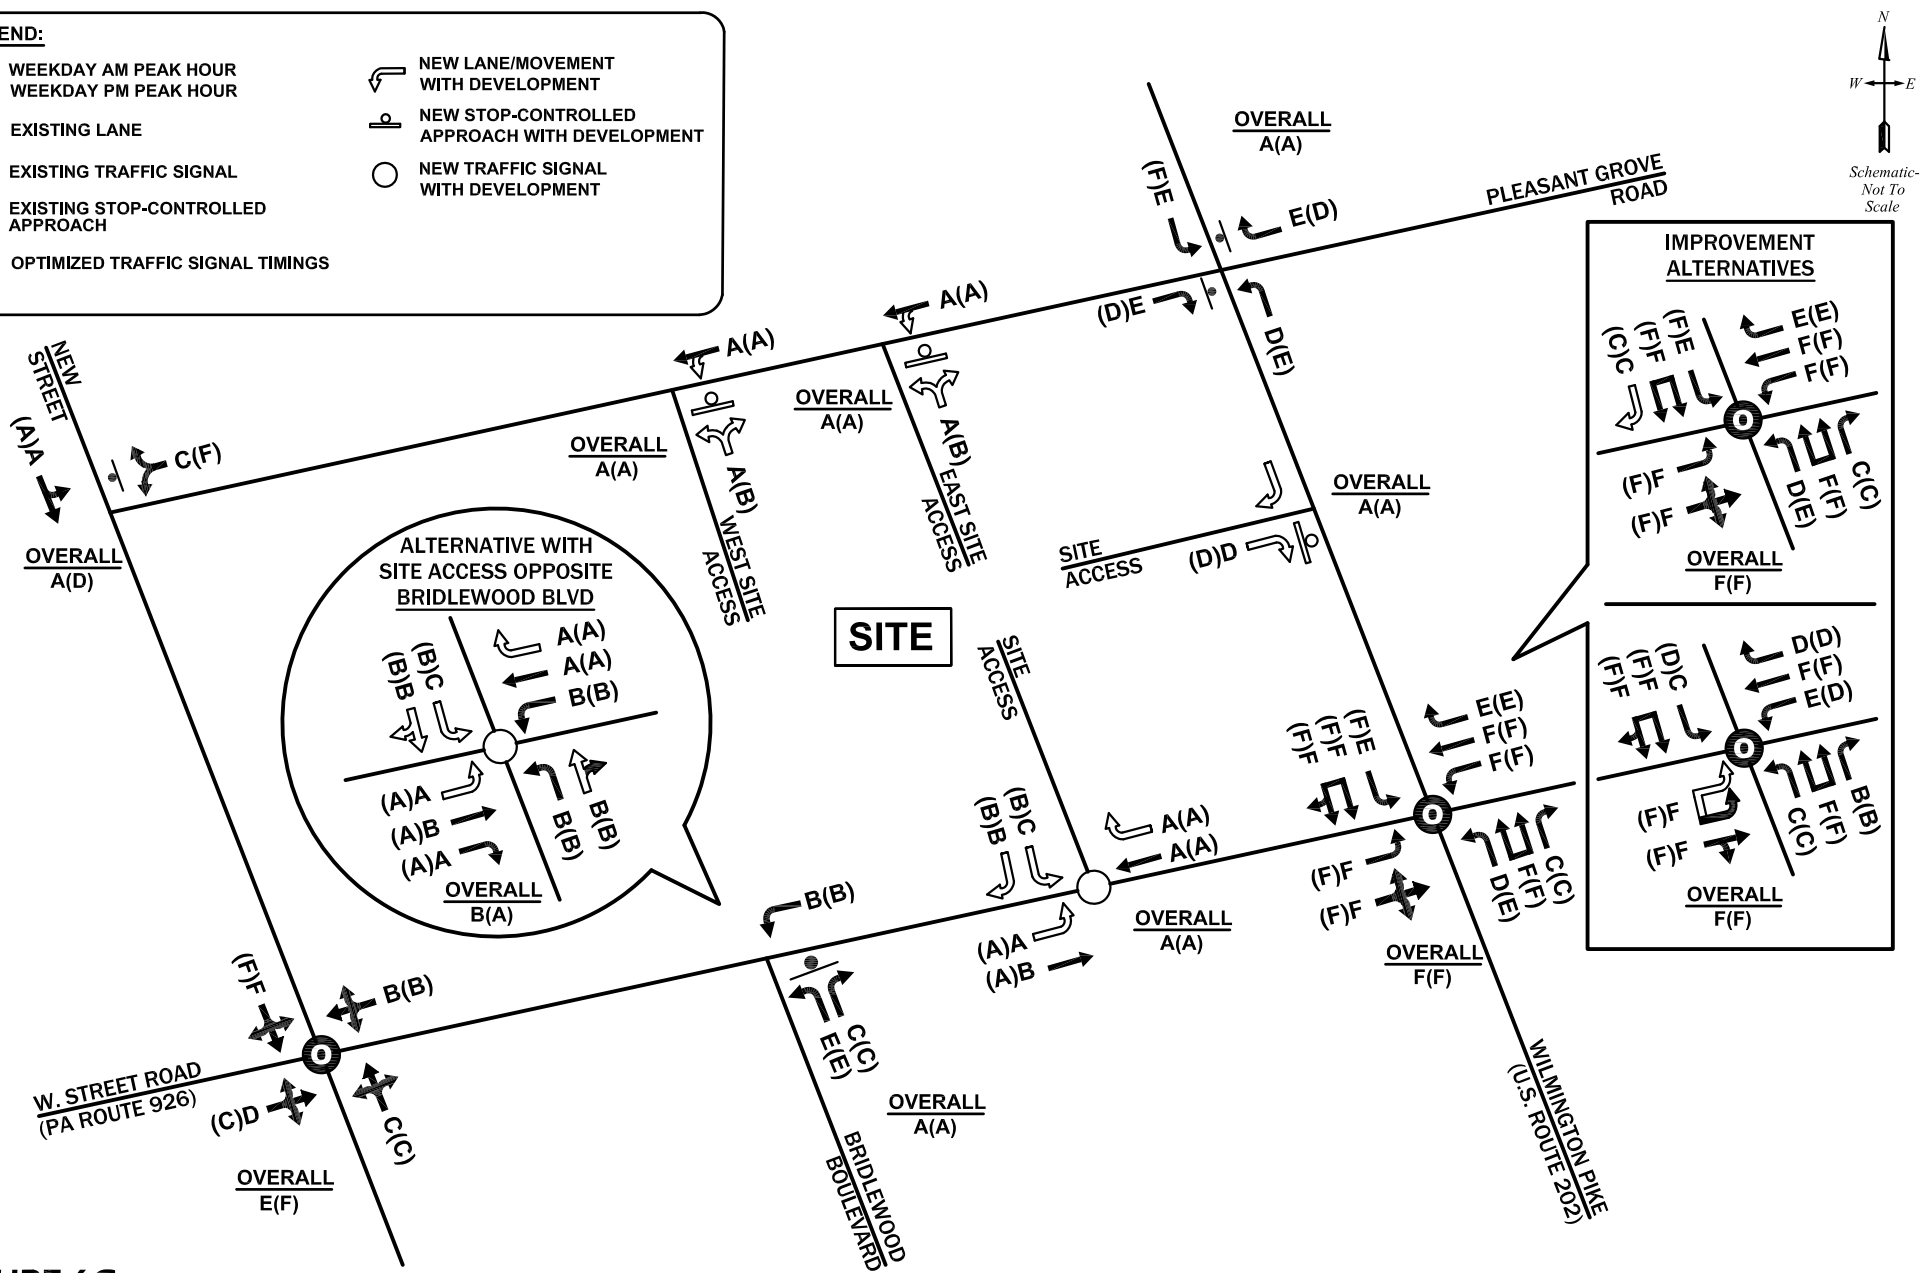 END:
WEEKDAY AM PEAK HOUR
WEEKDAY PM PEAK HOUR
EXISTING LANE
EXISTING TRAFFIC SIGNAL
EXISTING STOP-CONTROLLED
APPROACH
OPTIMIZED TRAFFIC SIGNAL TIMINGS
NEW LANE/MOVEMENT
WITH DEVELOPMENT
NEW STOP-CONTROLLED
APPROACH WITH DEVELOPMENT
NEW TRAFFIC SIGNAL
WITH DEVELOPMENT
N
W
E
Schematic-
Not To
Scale
OVERALL
A(A)
PLEASANT GROVE
ROAD
(F)E
E(D)
(D)E
D(E)
A(A)
A(A)
OVERALL
A(A)
OVERALL
A(A)
A(B)
A(B)
EAST SITE
ACCESS
WEST SITE
ACCESS
NEW
STREET
(A)A
C(F)
OVERALL
A(D)
OVERALL
A(A)
SITE
ACCESS
(D)D
SITE
SITE
ACCESS
ALTERNATIVE WITH
SITE ACCESS OPPOSITE
BRIDLEWOOD BLVD
(B)B
(B)C
A(A)
A(A)
B(B)
(A)A
(A)B
(A)A
B(B)
B(B)
OVERALL
B(A)
IMPROVEMENT
ALTERNATIVES
(C)C
(F)F
(F)E
E(E)
F(F)
F(F)
(F)F
(F)F
D(E)
F(F)
C(C)
OVERALL
F(F)
(F)F
(F)F
(D)C
D(D)
F(F)
E(D)
(F)F
(F)F
C(C)
F(F)
B(B)
OVERALL
F(F)
(F)F
(F)F
(F)E
E(E)
F(F)
F(F)
(F)F
(F)F
D(E)
F(F)
C(C)
OVERALL
F(F)
(B)B
(B)C
A(A)
A(A)
(A)A
(A)B
OVERALL
A(A)
B(B)
E(E)
C(C)
OVERALL
A(A)
BRIDLEWOOD
BOULEVARD
WILMINGTON PIKE
(U.S. ROUTE 202)
(F)F
B(B)
(C)D
C(C)
W. STREET ROAD
(PA ROUTE 926)
OVERALL
E(F)